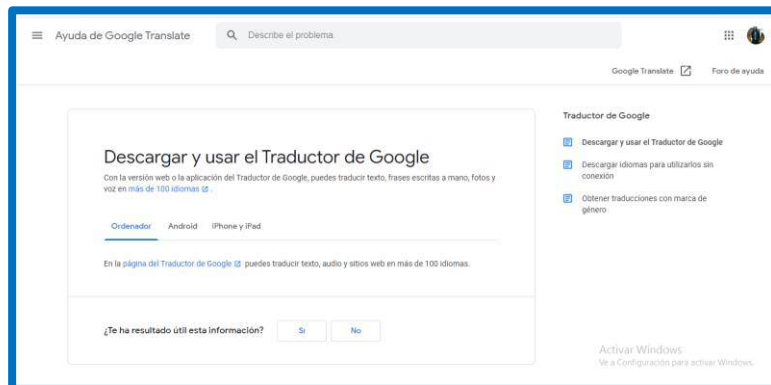 Ayuda de Google Translate
Describe el problema
Google Translate
Foro de ayuda
Descargar y usar el Traductor de Google
Con la versión web o la aplicación del Traductor de Google, puedes traducir texto, frases escritas a mano, fotos y
voz en más de 100 idiomas .
Ordenador Android iPhone y iPad
En la página del Traductor de Google puedes traducir texto, audio y sitios web en más de 100 idiomas.
¿Te ha resultado útil esta información? Sí No
Traductor de Google
Descargar y usar el Traductor de Google
Descargar idiomas para utilizarlos sin
conexión
Obtener traducciones con marca de
género
Activar Windows
Ve a Configuración para activar Windows.